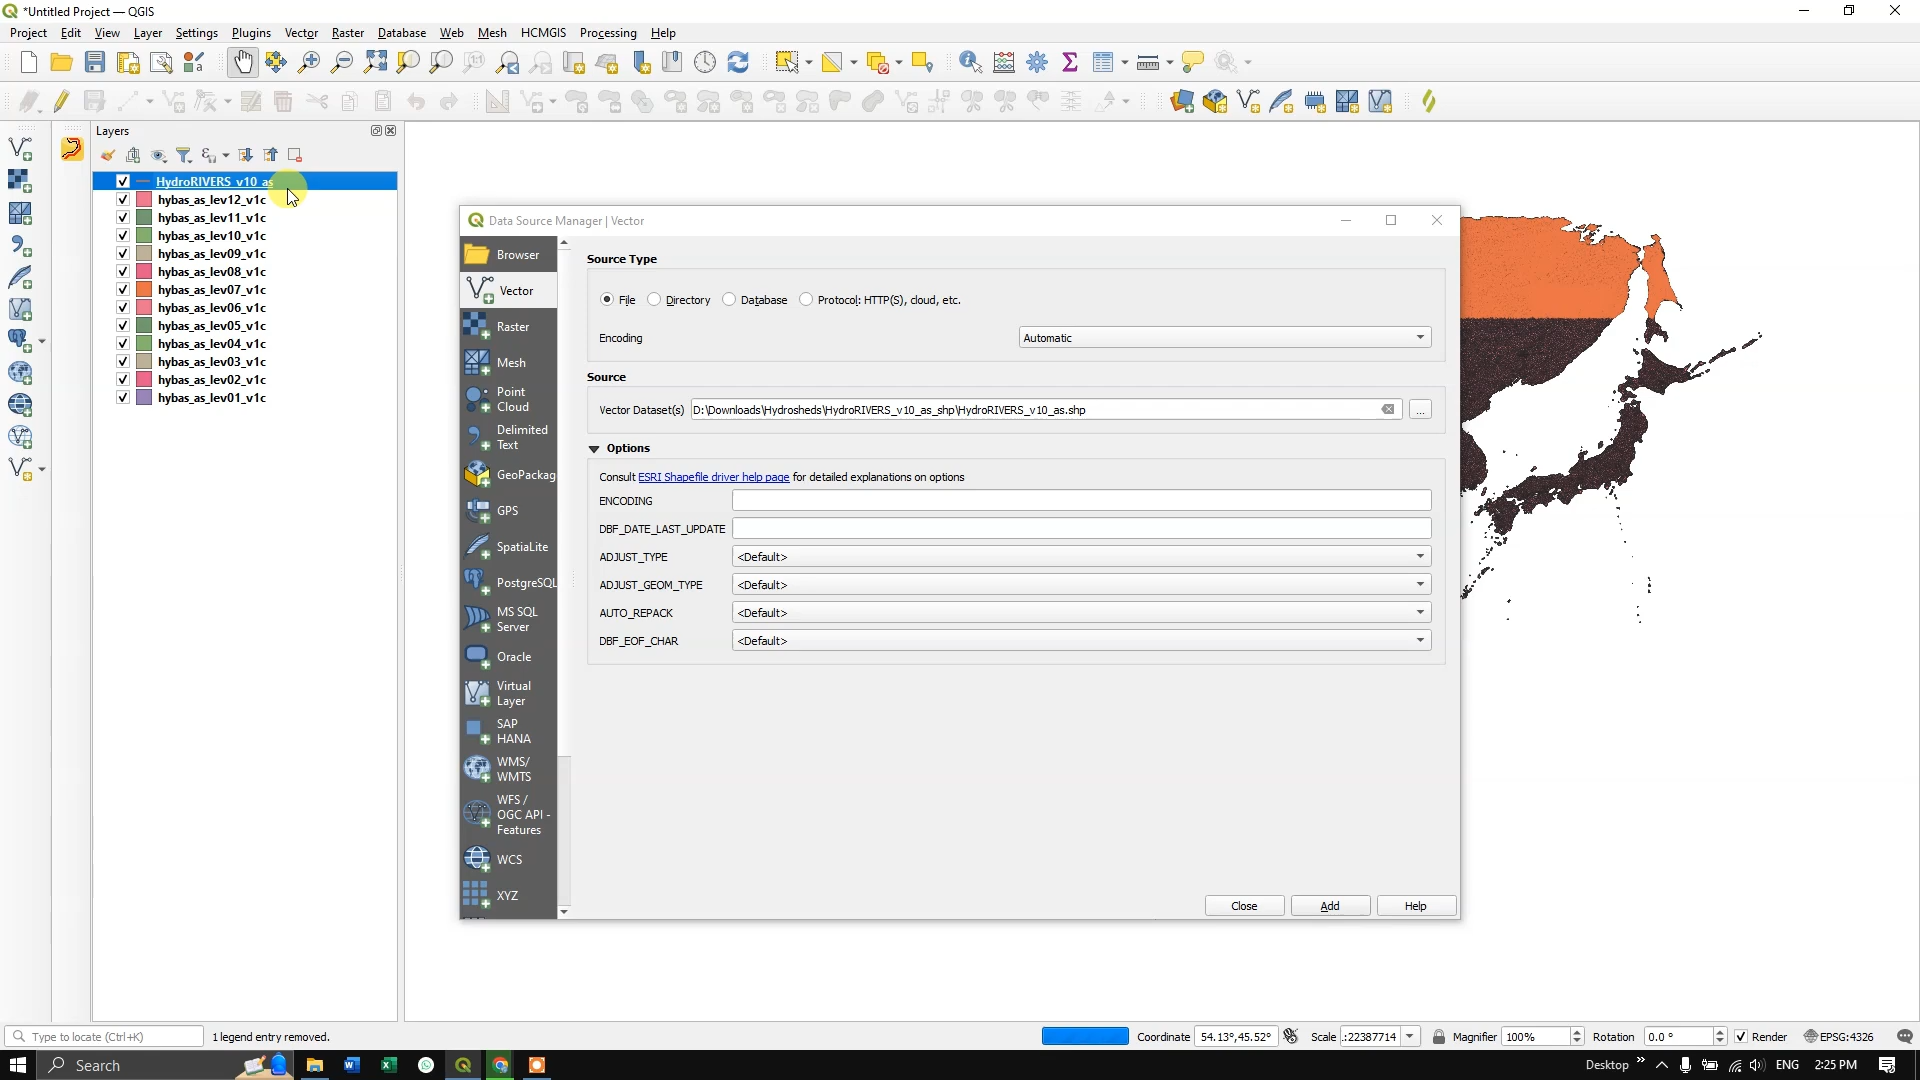 *Untitled Project — QGIS
Project Edit View Layer Settings Plugins Vector Raster Database Web Mesh HCMGIS Processing Help
Layers
HydroRIVERS_v10_as
hybas_as_lev12_v1c
hybas_as_lev11_v1c
hybas_as_lev10_v1c
hybas_as_lev09_v1c
hybas_as_lev08_v1c
hybas_as_lev07_v1c
hybas_as_lev06_v1c
hybas_as_lev05_v1c
hybas_as_lev04_v1c
hybas_as_lev03_v1c
hybas_as_lev02_v1c
hybas_as_lev01_v1c
Data Source Manager | Vector
Browser
Vector
Raster
Mesh
Point
Cloud
Delimited
Text
GeoPackag
GPS
SpatiaLite
PostgreSQL
MS SQL
Server
Oracle
Virtual
Layer
SAP
HANA
WMS/
WMTS
WFS /
OGC API -
Features
WCS
XYZ
Source Type
File Directory Database Protocol: HTTP(S), cloud, etc.
Encoding Automatic
Source
Vector Dataset(s) D:\Downloads\Hydrosheds\HydroRIVERS_v10_as_shp\HydroRIVERS_v10_as.shp ...
Options
Consult ESRI Shapefile driver help page for detailed explanations on options
ENCODING
DBF_DATE_LAST_UPDATE
ADJUST_TYPE <Default>
ADJUST_GEOM_TYPE <Default>
AUTO_REPACK <Default>
DBF_EOF_CHAR <Default>
Close Add Help
Type to locate (Ctrl+K) 1 legend entry removed. Coordinate 54.13°,45.52° Scale :22387714 Magnifier 100% Rotation 0.0 ° Render EPSG:4326
Search Desktop » ENG 2:25 PM